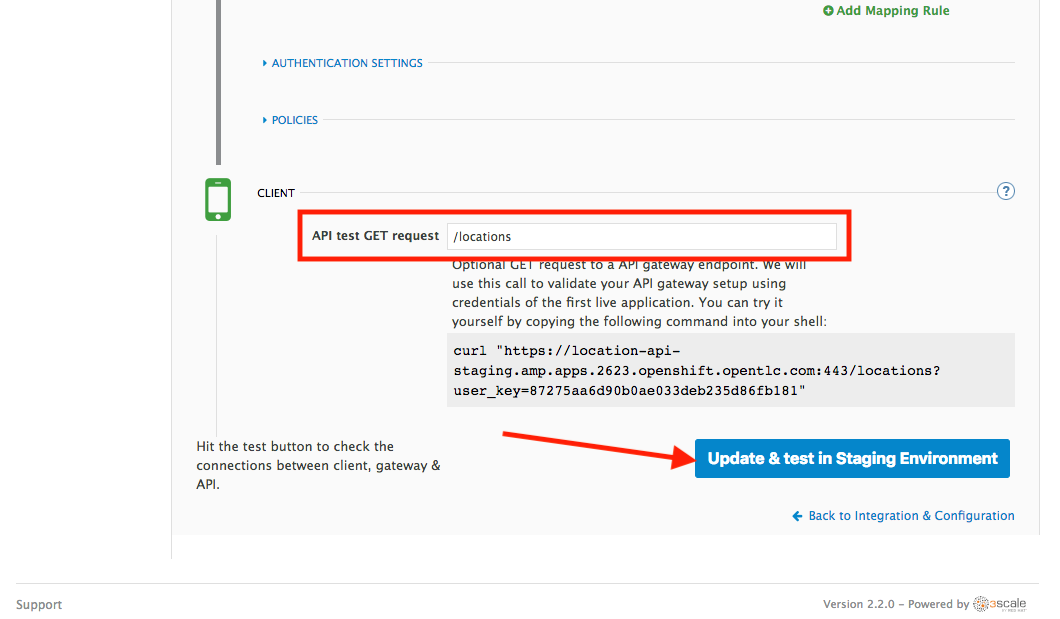 Add Mapping Rule
AUTHENTICATION SETTINGS
POLICIES
CLIENT
?
API test GET request
/locations
Optional GET request to a API gateway endpoint. We will
use this call to validate your API gateway setup using
credentials of the first live application. You can try it
yourself by copying the following command into your shell:
curl "https://location-api-
staging.amp.apps.2623.openshift.opentlc.com:443/locations?
user_key=87275aa6d90b0ae033deb235d86fb181"
Hit the test button to check the
connections between client, gateway &
API.
Update & test in Staging Environment
Back to Integration & Configuration
Support
Version 2.2.0 – Powered by 3scale
BY RED HAT